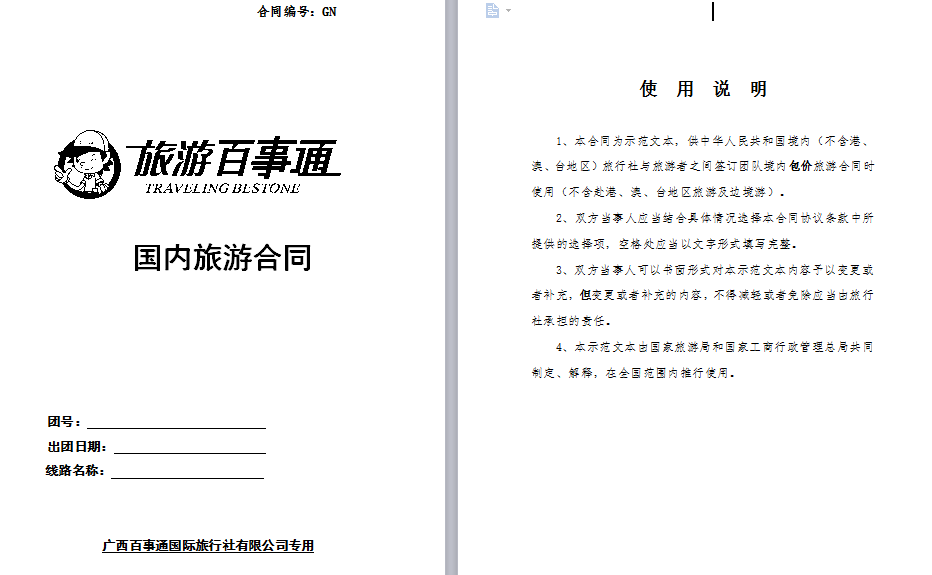 合同编号：GN
旅游百事通
TRAVELING BESTONE
国内旅游合同
团号：
出团日期：
线路名称：
广西百事通国际旅行社有限公司专用
使 用 说 明
1、本合同为示范文本，供中华人民共和国境内（不含港、
澳、台地区）旅行社与旅游者之间签订团队境内包价旅游合同时
使用（不含赴港、澳、台地区旅游及边境游）。
2、双方当事人应当结合具体情况选择本合同协议条款中所
提供的选择项，空格处应当以文字形式填写完整。
3、双方当事人可以书面形式对本示范文本内容予以变更或
者补充，但变更或者补充的内容，不得减轻或者免除应当由旅行
社承担的责任。
4、本示范文本由国家旅游局和国家工商行政管理总局共同
制定、解释，在全国范围内推行使用。